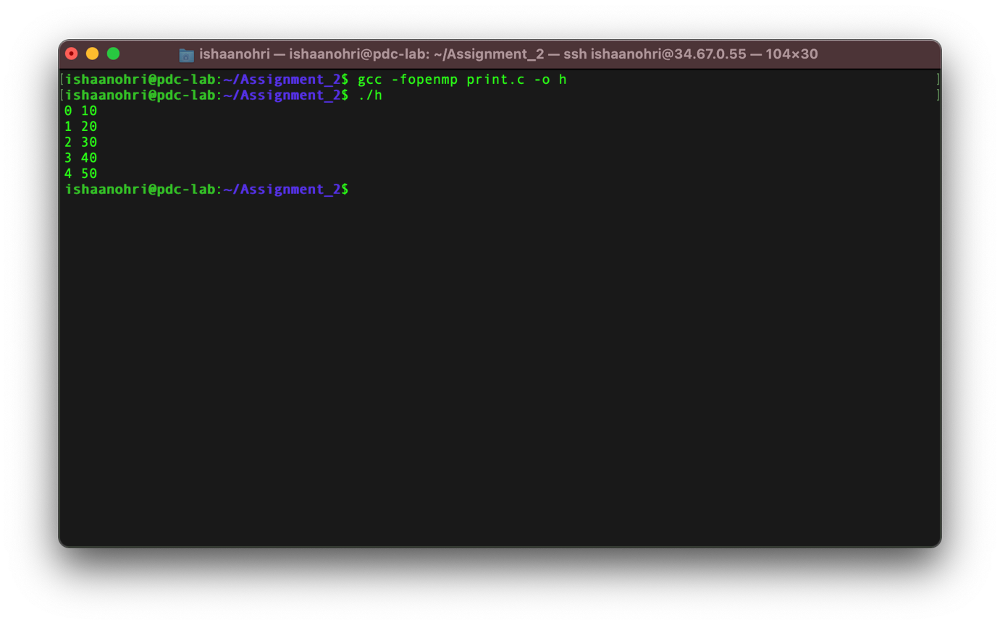 ishaanohri — ishaanohri@pdc-lab: ~/Assignment_2 — ssh ishaanohri@34.67.0.55 — 104×30
[ishaanohri@pdc-lab:~/Assignment_2$ gcc -fopenmp print.c -o h ]
[ishaanohri@pdc-lab:~/Assignment_2$ ./h ]
0 10
1 20
2 30
3 40
4 50
ishaanohri@pdc-lab:~/Assignment_2$